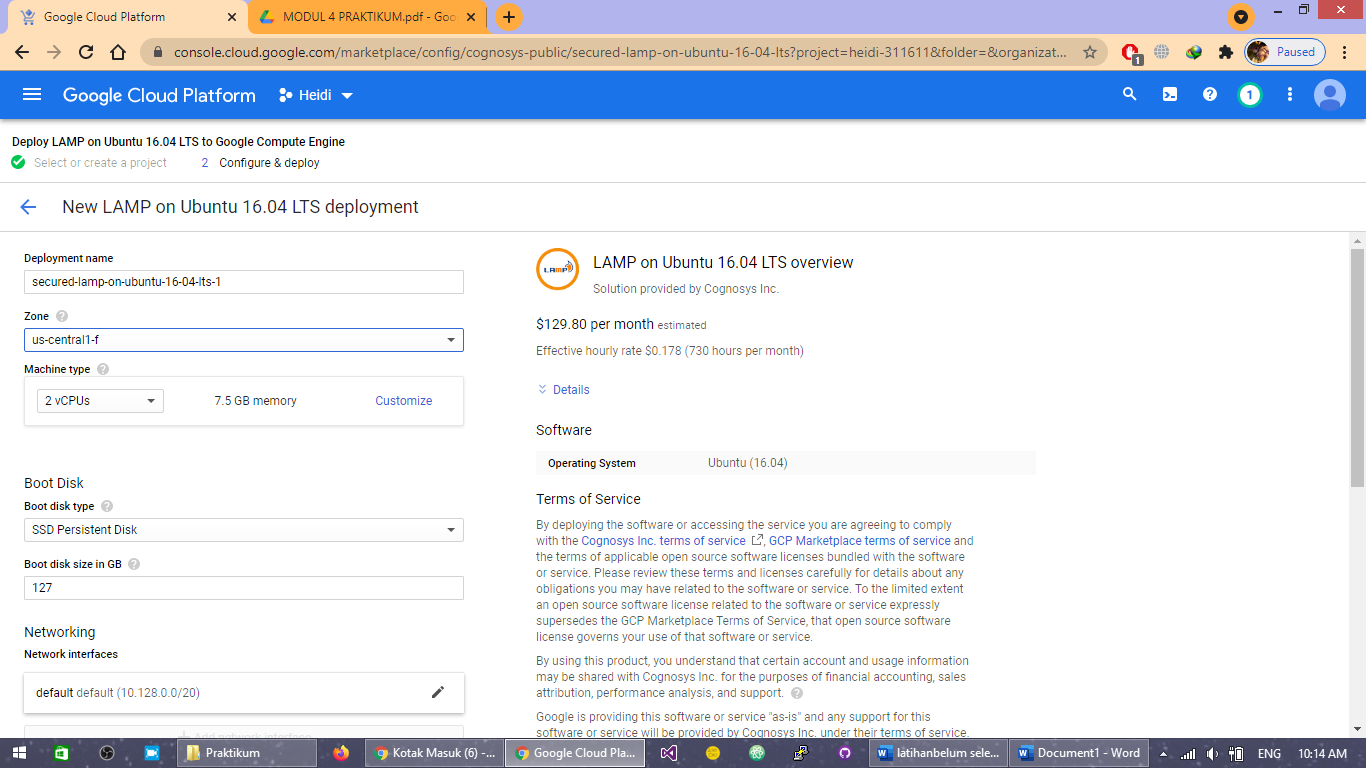 Google Cloud Platform
MODUL 4 PRAKTIKUM.pdf - Goo
console.cloud.google.com/marketplace/config/cognosys-public/secured-lamp-on-ubuntu-16-04-lts?project=heidi-311611&folder=&organizat...
1
Paused
Google Cloud Platform
Heidi
1
Deploy LAMP on Ubuntu 16.04 LTS to Google Compute Engine
Select or create a project
2 Configure & deploy
New LAMP on Ubuntu 16.04 LTS deployment
Deployment name
secured-lamp-on-ubuntu-16-04-lts-1
Zone
us-central1-f
Machine type
2 vCPUs
7.5 GB memory
Customize
Boot Disk
Boot disk type
SSD Persistent Disk
Boot disk size in GB
127
Networking
Network interfaces
default default (10.128.0.0/20)
Add network interface
LAMP
LAMP on Ubuntu 16.04 LTS overview
Solution provided by Cognosys Inc.
$129.80 per month estimated
Effective hourly rate $0.178 (730 hours per month)
Details
Software
Operating System
Ubuntu (16.04)
Terms of Service
By deploying the software or accessing the service you are agreeing to comply
with the Cognosys Inc. terms of service , GCP Marketplace terms of service and
the terms of applicable open source software licenses bundled with the software
or service. Please review these terms and licenses carefully for details about any
obligations you may have related to the software or service. To the limited extent
an open source software license related to the software or service expressly
supersedes the GCP Marketplace Terms of Service, that open source software
license governs your use of that software or service.
By using this product, you understand that certain account and usage information
may be shared with Cognosys Inc. for the purposes of financial accounting, sales
attribution, performance analysis, and support.
Google is providing this software or service "as-is" and any support for this
software or service will be provided by Cognosys Inc. under their terms of service.
Praktikum
Kotak Masuk (6) -...
Google Cloud Pla...
latihanbelum sele...
Document1 - Word
ENG
10:14 AM